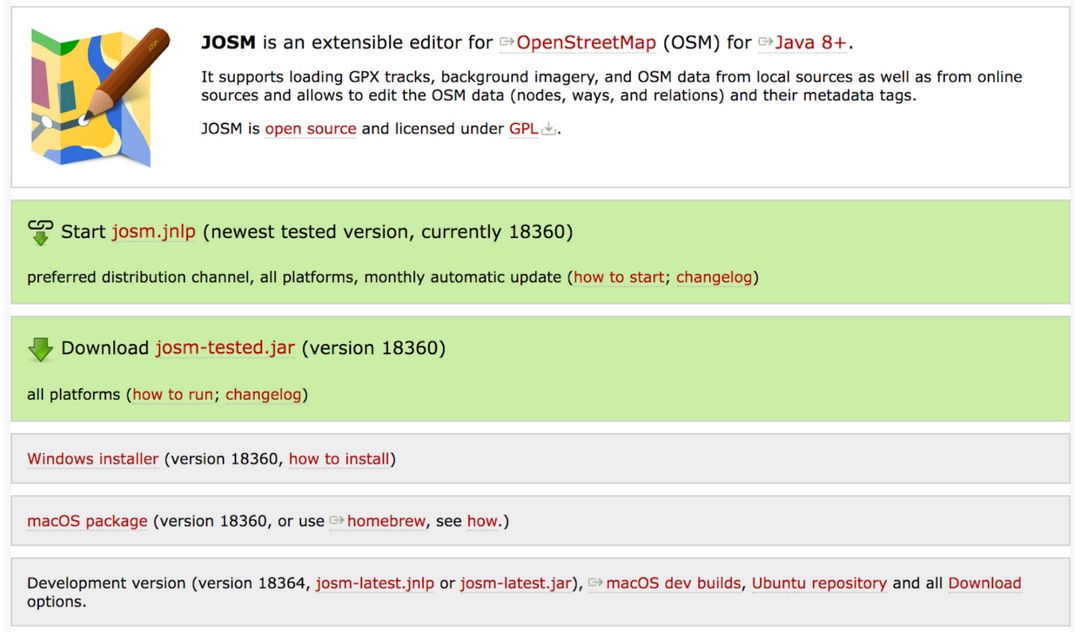 JOSM is an extensible editor for OpenStreetMap (OSM) for Java 8+.
It supports loading GPX tracks, background imagery, and OSM data from local sources as well as from online
sources and allows to edit the OSM data (nodes, ways, and relations) and their metadata tags.
JOSM is open source and licensed under GPL.
Start josm.jnlp (newest tested version, currently 18360)
preferred distribution channel, all platforms, monthly automatic update (how to start; changelog)
Download josm-tested.jar (version 18360)
all platforms (how to run; changelog)
Windows installer (version 18360, how to install)
macOS package (version 18360, or use homebrew, see how.)
Development version (version 18364, josm-latest.jnlp or josm-latest.jar), macOS dev builds, Ubuntu repository and all Download
options.